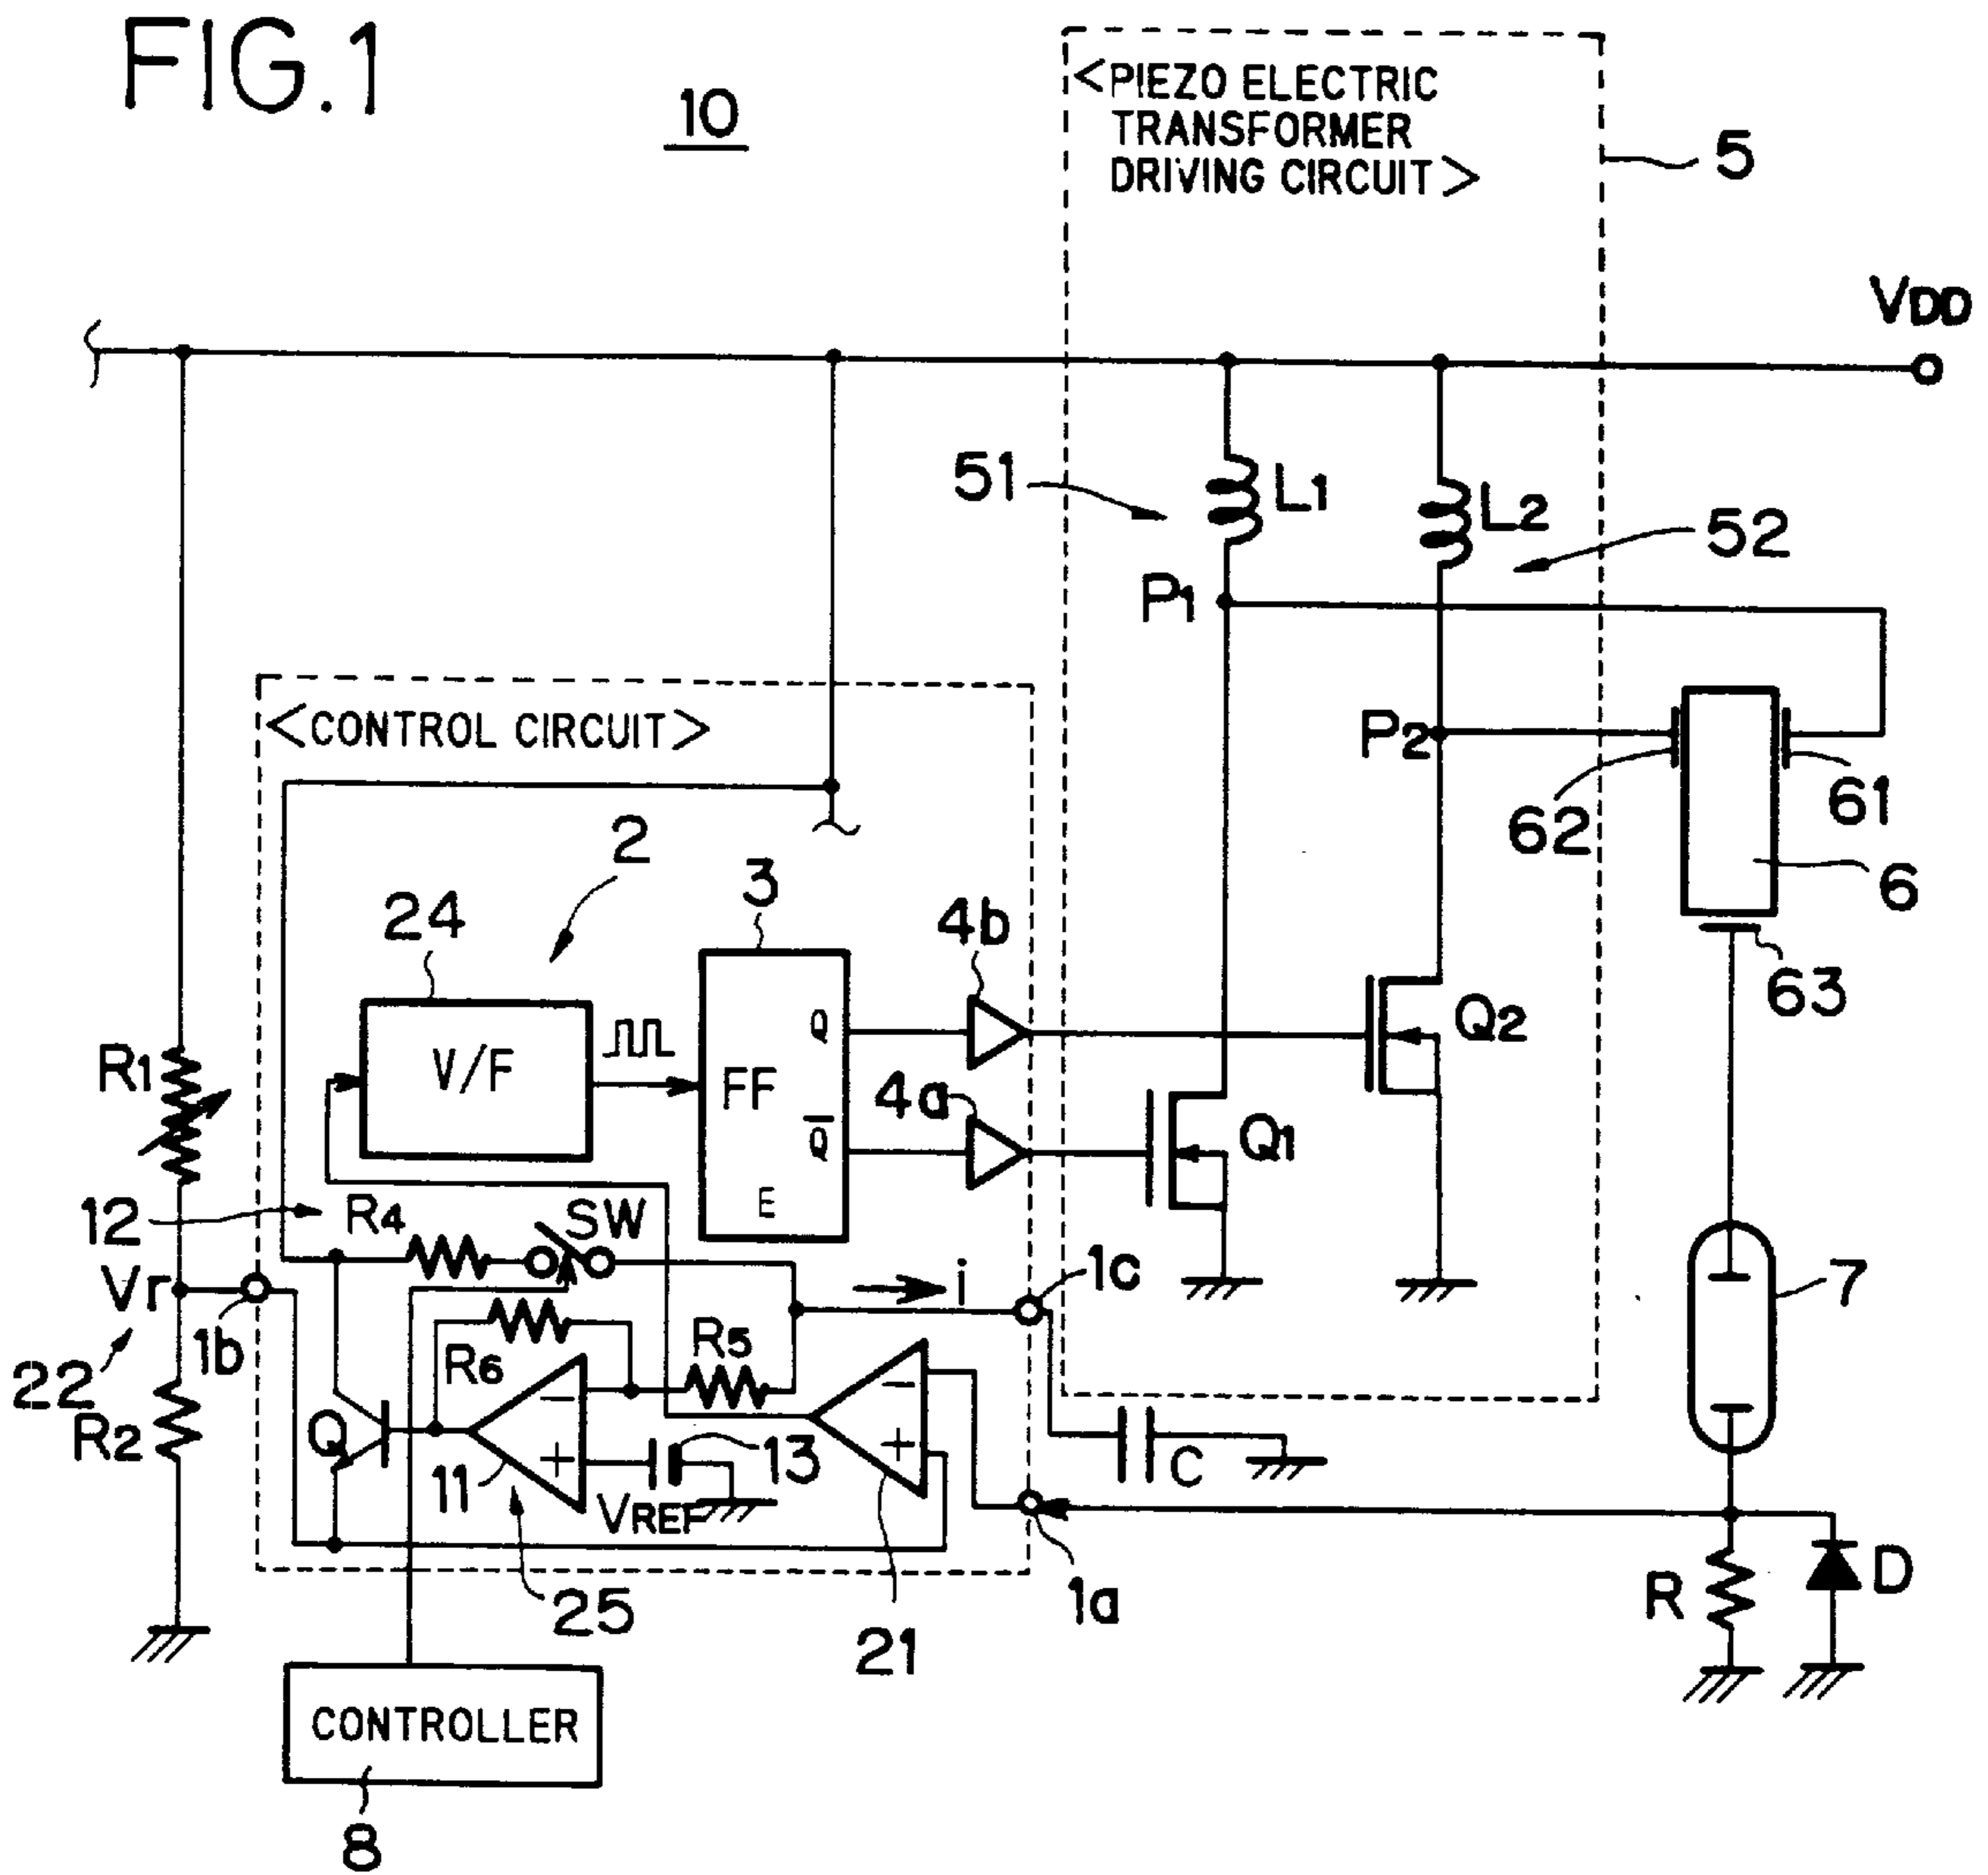 FIG.1
10
<PIEZO ELECTRIC
TRANSFORMER
DRIVING CIRCUIT>
5
VDD
51
L1
L2
52
P1
<CONTROL CIRCUIT>
P2
62
61
6
63
2
3
24
4b
V/F
FF
Q
Q̅
E
4a
Q2
Q1
R1
12
R4
SW
i
1c
7
Vr
1b
22
R2
R6
R5
Q
11
13
C
VREF
25
21
1a
R
D
CONTROLLER
8
-
+
-
+